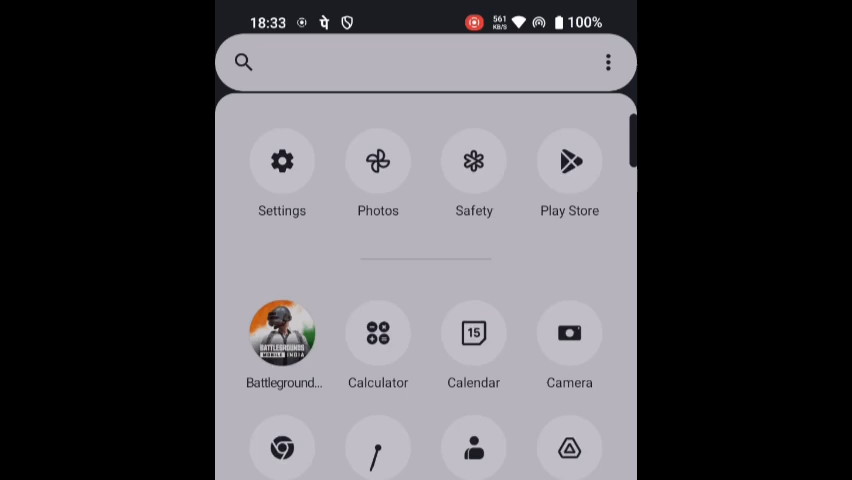 18:33 पे 561 KB/S 100%
Settings Photos Safety Play Store
BATTLEGROUNDS
MOBILE INDIA
15
Battleground... Calculator Calendar Camera